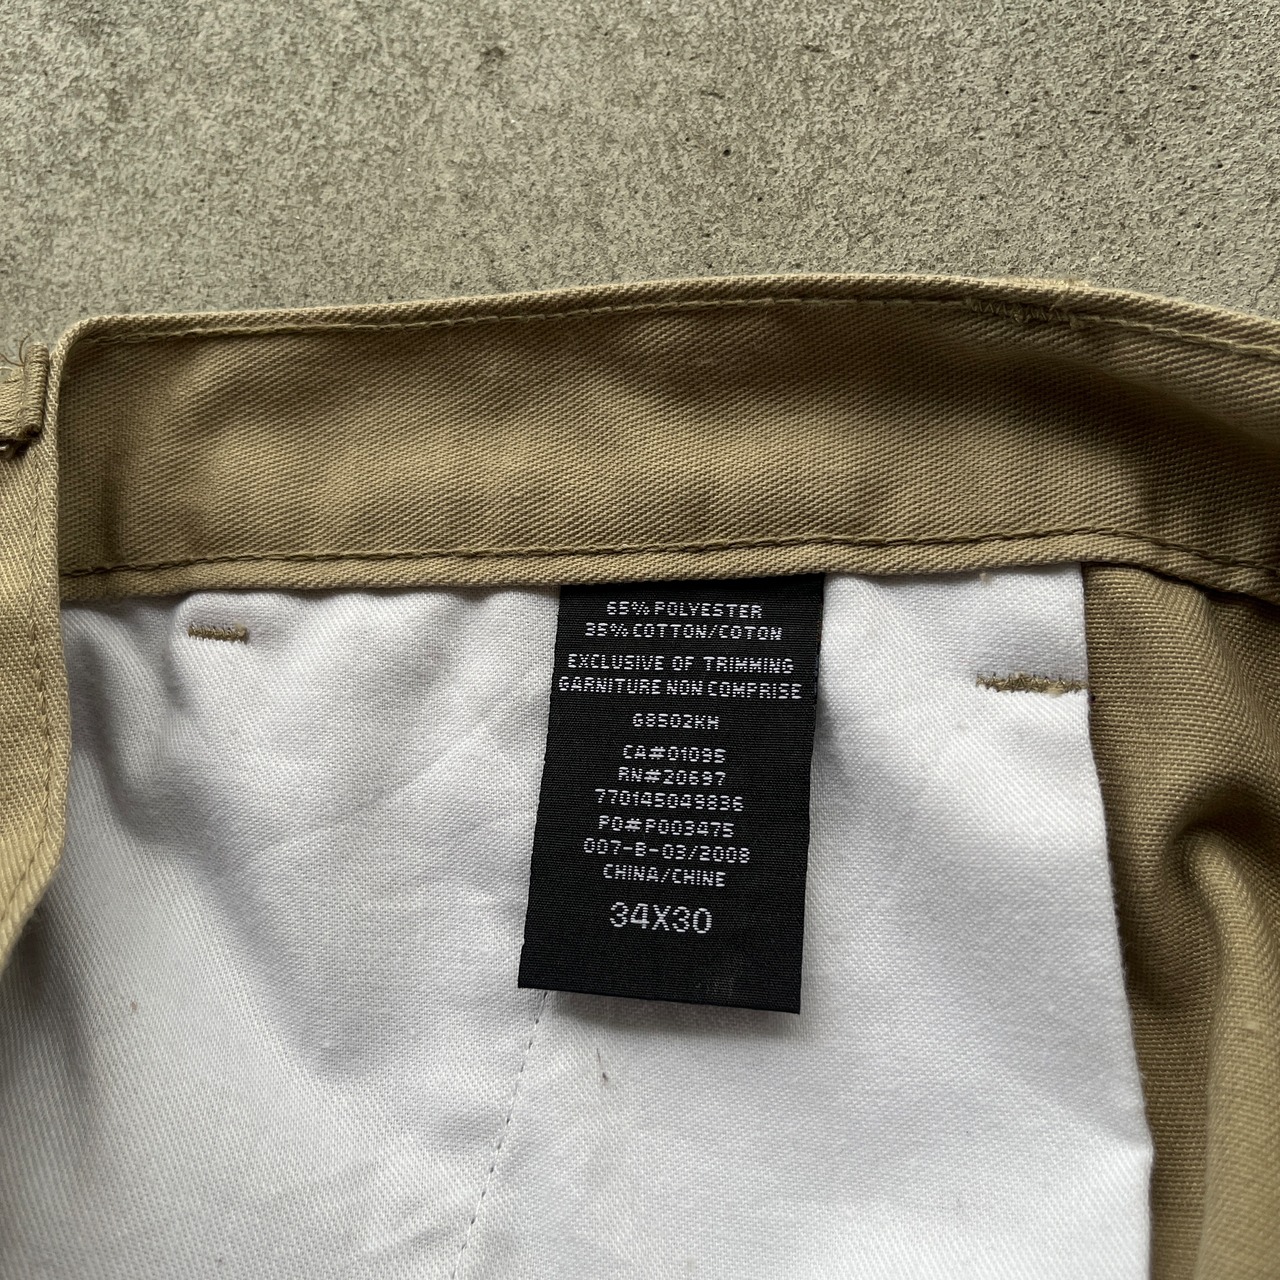 65% POLYESTER
35% COTTON/COTON
EXCLUSIVE OF TRIMMING
GARNITURE NON COMPRISE
G8502KH
CA#01095
RN#20697
770145049836
PO#P003475
007-B-03/2008
CHINA/CHINE
34X30